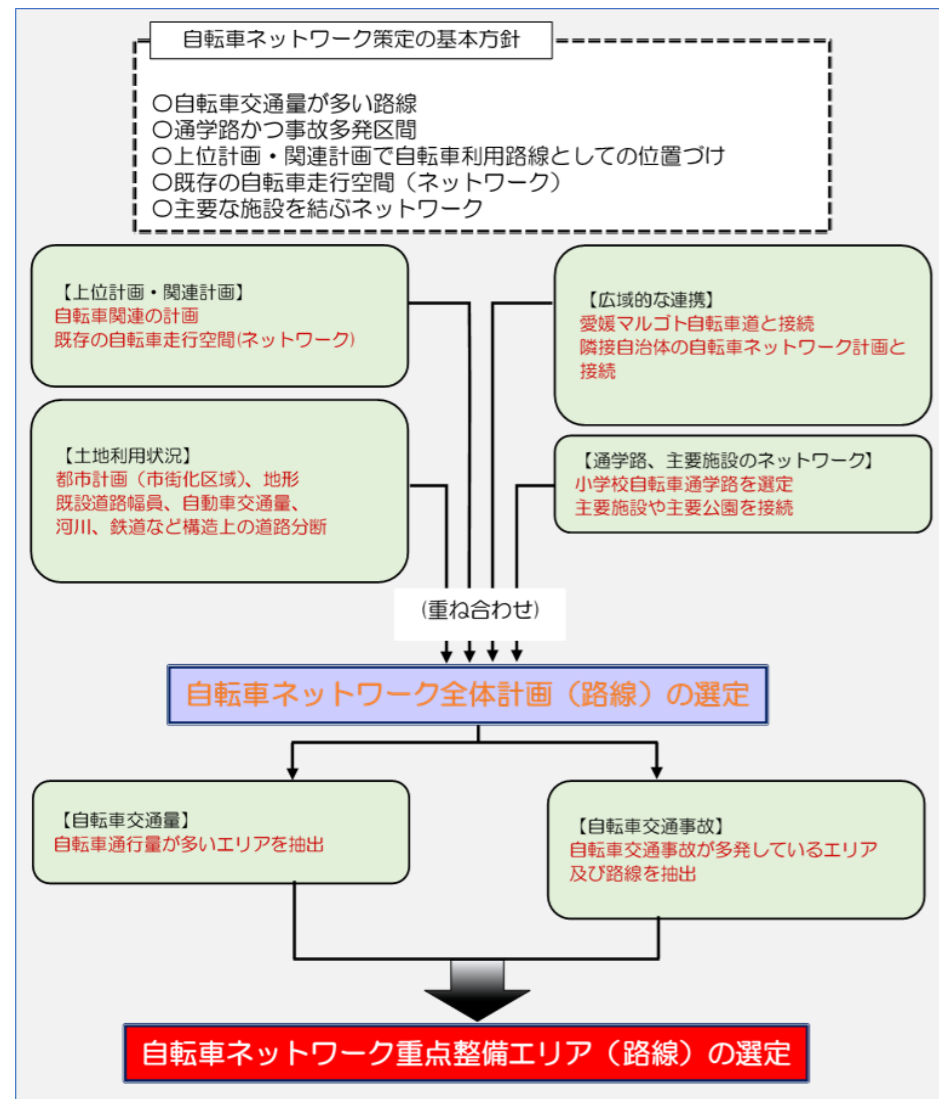 自転車ネットワーク策定の基本方針
〇自転車交通量が多い路線
〇通学路かつ事故多発区間
〇上位計画・関連計画で自転車利用路線としての位置づけ
〇既存の自転車走行空間（ネットワーク）
〇主要な施設を結ぶネットワーク
【上位計画・関連計画】
自転車関連の計画
既存の自転車走行空間(ネットワーク)
【広域的な連携】
愛媛マルゴト自転車道と接続
隣接自治体の自転車ネットワーク計画と
接続
【土地利用状況】
都市計画（市街化区域）、地形
既設道路幅員、自動車交通量、
河川、鉄道など構造上の道路分断
【通学路、主要施設のネットワーク】
小学校自転車通学路を選定
主要施設や主要公園を接続
(重ね合わせ)
自転車ネットワーク全体計画（路線）の選定
【自転車交通量】
自転車通行量が多いエリアを抽出
【自転車交通事故】
自転車交通事故が多発しているエリア
及び路線を抽出
自転車ネットワーク重点整備エリア（路線）の選定